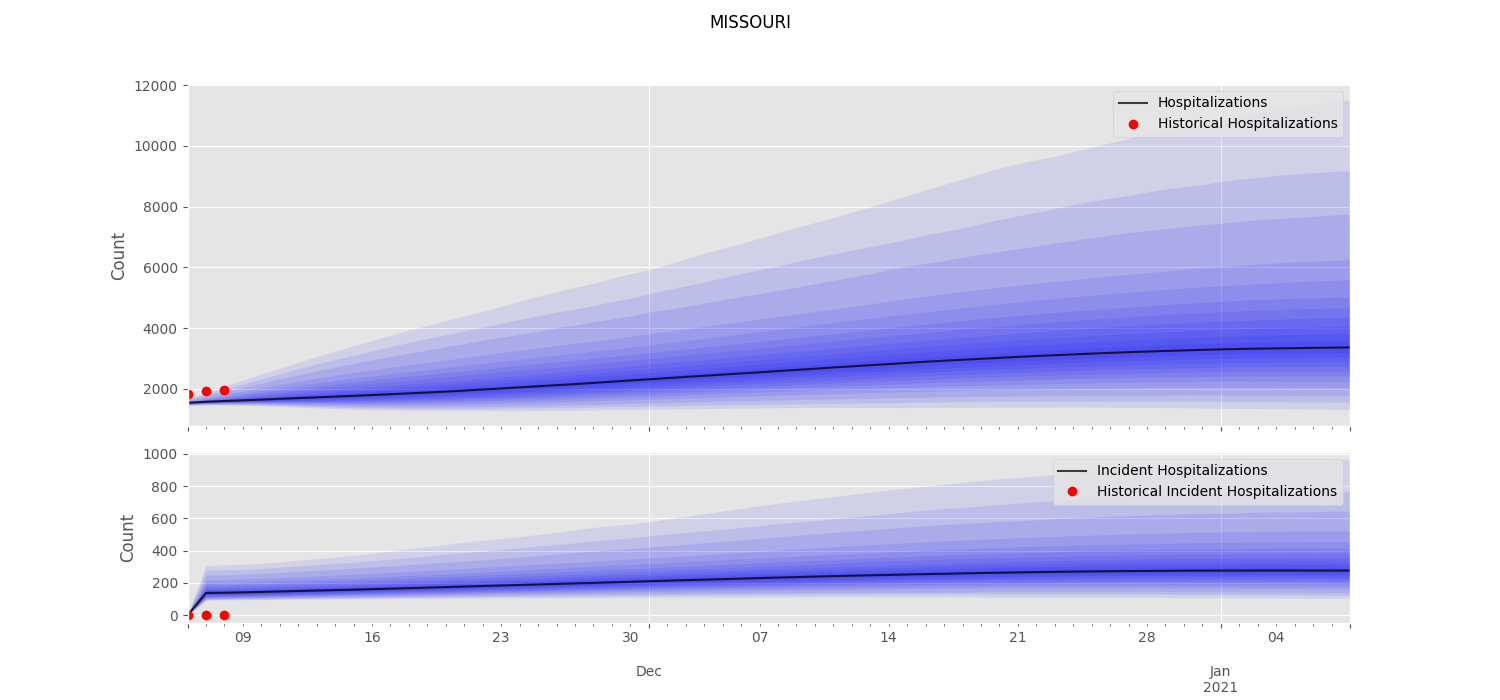 MISSOURI
12000
10000
8000
6000
4000
2000
Count
Hospitalizations
Historical Hospitalizations
1000
800
600
400
200
0
Count
Incident Hospitalizations
Historical Incident Hospitalizations
09 16 23 30 07 14 21 28 04
Dec Jan
2021